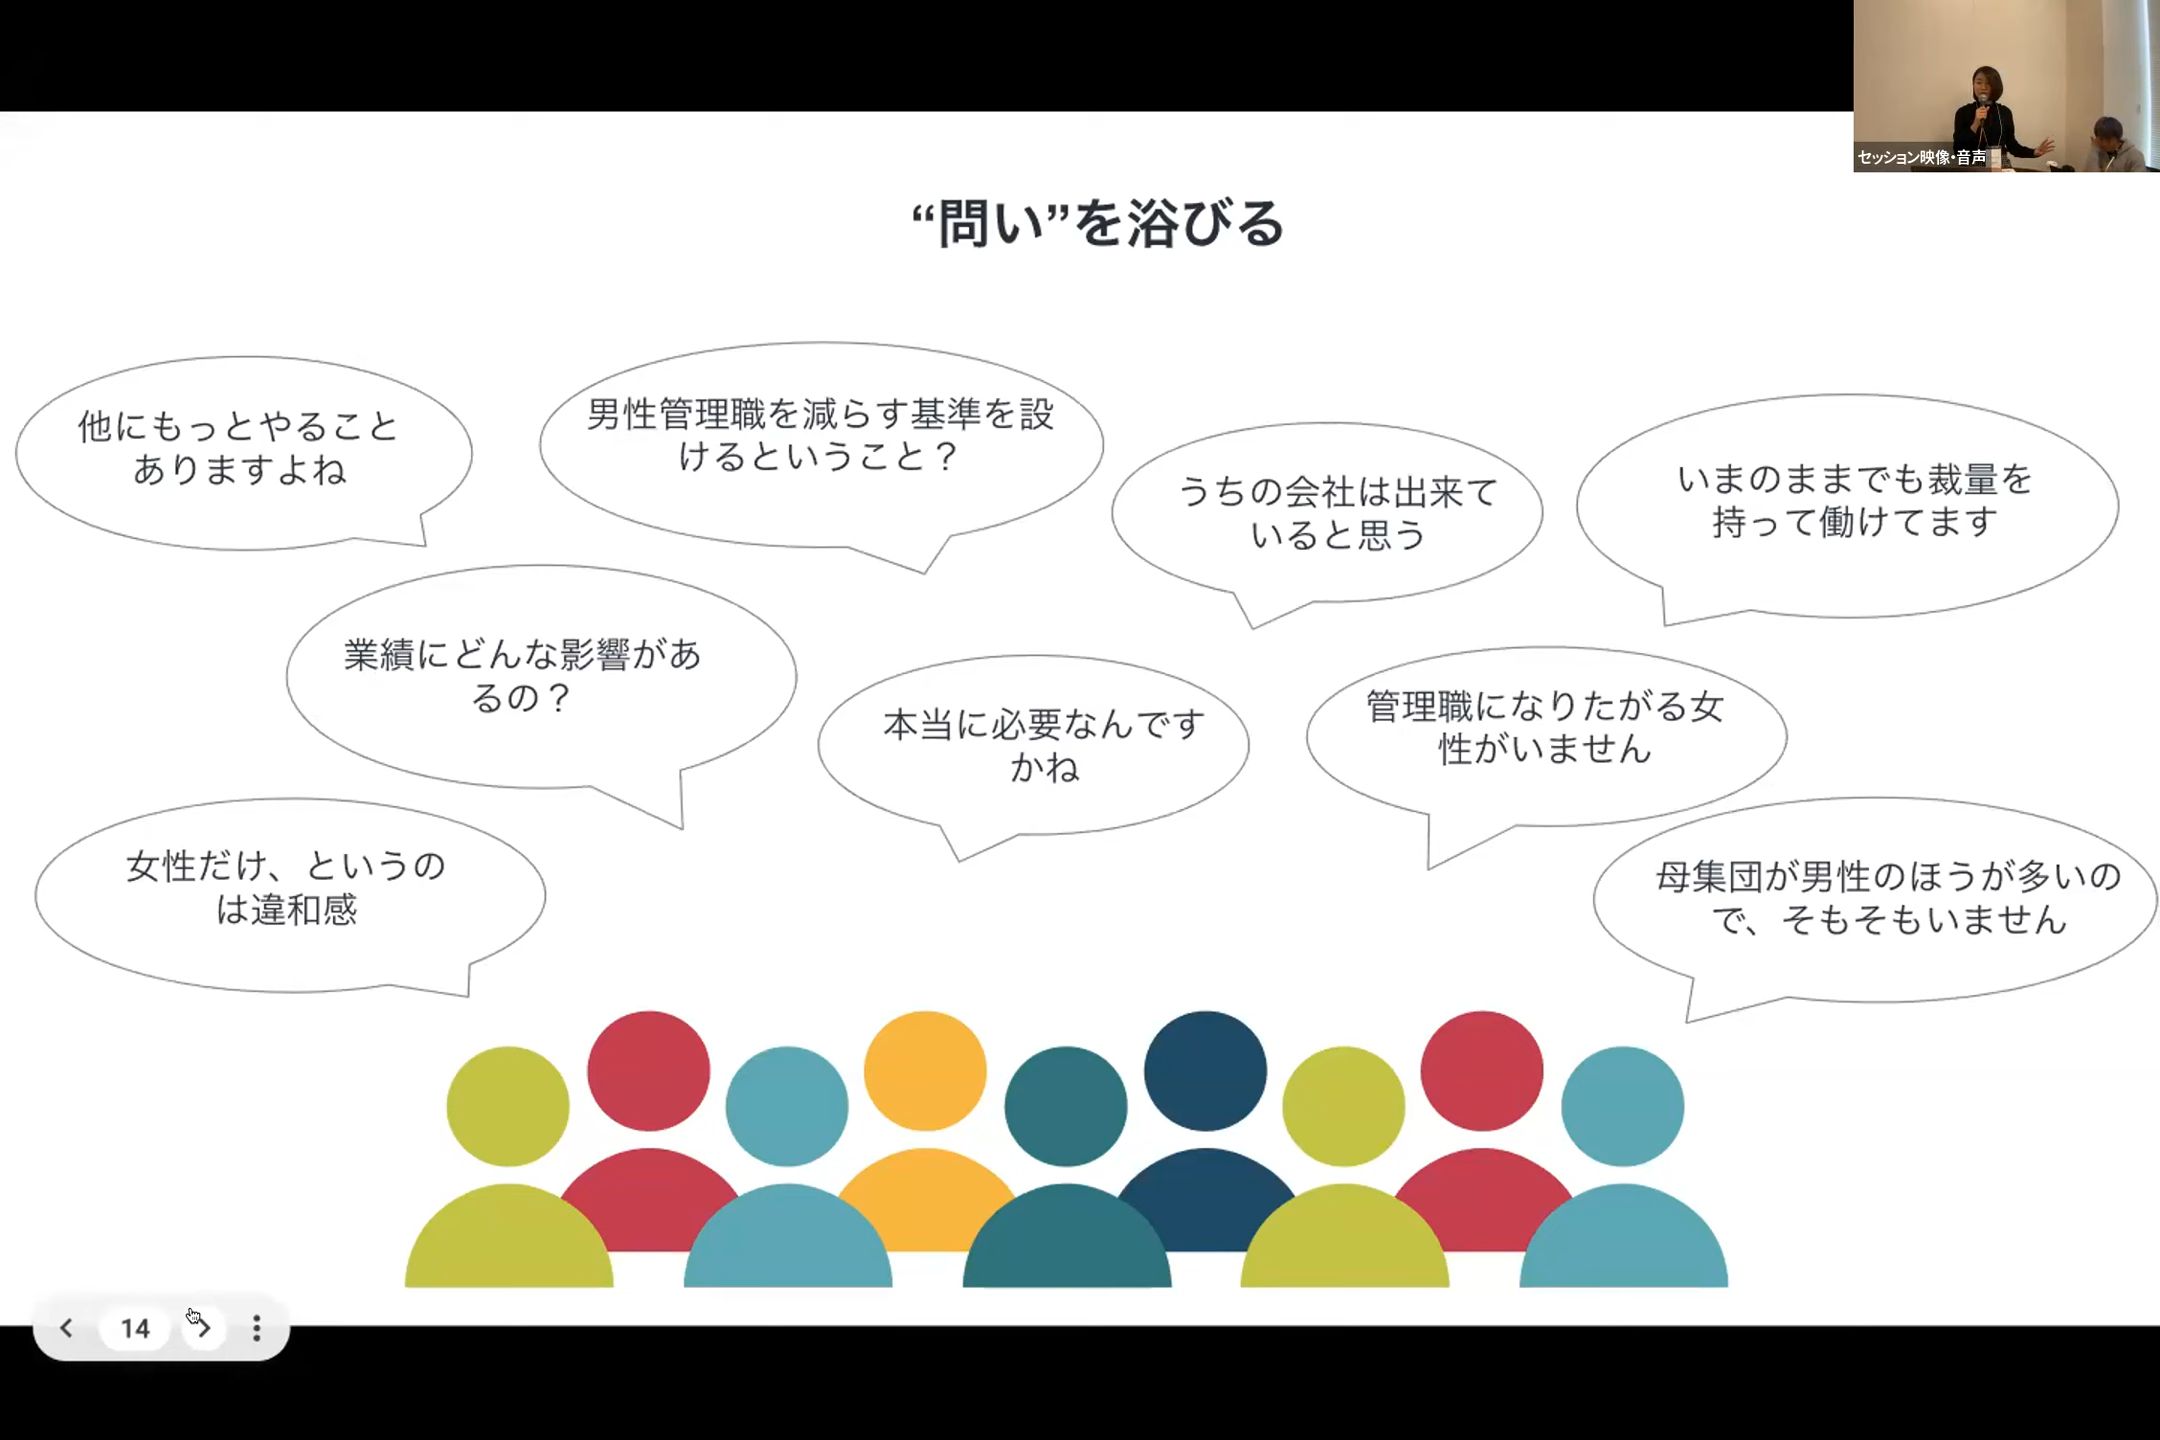 セッション映像・音声
“問い”を浴びる
他にもっとやること
ありますよね
男性管理職を減らす基準を設
けるということ？
うちの会社は出来て
いると思う
いまのままでも裁量を
持って働けてます
業績にどんな影響があ
るの？
本当に必要なんです
かね
管理職になりたがる女
性がいません
女性だけ、というの
は違和感
母集団が男性のほうが多いの
で、そもそもいません
14